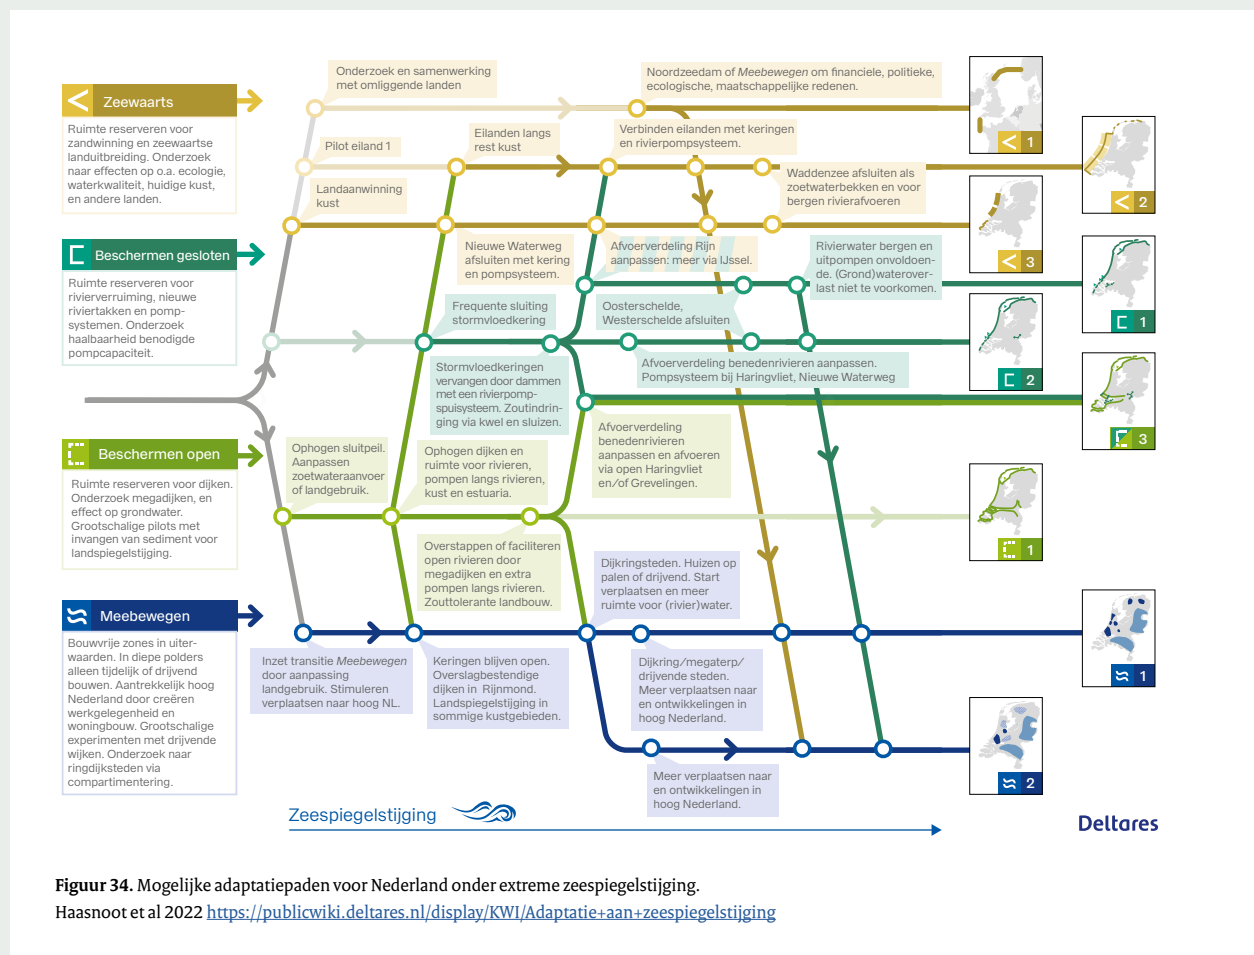 Zeewaarts
Ruimte reserveren voor
zandwinning en zeewaartse
landuitbreiding. Onderzoek
naar effecten op o.a. ecologie,
waterkwaliteit, huidige kust,
en andere landen.
Beschermen gesloten
Ruimte reserveren voor
rivierverruiming, nieuwe
riviertakken en pomp-
systemen. Onderzoek
haalbaarheid benodigde
pompcapaciteit.
Beschermen open
Ruimte reserveren voor dijken.
Onderzoek megadijken, en
effect op grondwater.
Grootschalige pilots met
invangen van sediment voor
landspiegelstijging.
Meebewegen
Bouwvrije zones in uiter-
waarden. In diepe polders
alleen tijdelijk of drijvend
bouwen. Aantrekkelijk hoog
Nederland door creëren
werkgelegenheid en
woningbouw. Grootschalige
experimenten met drijvende
wijken. Onderzoek naar
ringdijksteden via
compartimentering.
Onderzoek en samenwerking
met omliggende landen
Noordzeedam of Meebewegen om financiele, politieke,
ecologische, maatschappelijke redenen.
Pilot eiland 1
Eilanden langs
rest kust
Verbinden eilanden met keringen
en rivierpompsysteem.
Waddenzee afsluiten als
zoetwaterbekken en voor
bergen rivierafvoeren
Landaanwinning
kust
Nieuwe Waterweg
afsluiten met kering
en pompsysteem.
Afvoerverdeling Rijn
aanpassen: meer via IJssel.
Rivierwater bergen en
uitpompen onvoldoen-
de. (Grond)waterover-
last niet te voorkomen.
Frequente sluiting
stormvloedkering
Oosterschelde,
Westerschelde afsluiten
Stormvloedkeringen
vervangen door dammen
met een rivierpomp-
spuisysteem. Zoutindrin-
ging via kwel en sluizen.
Afvoerverdeling benedenrivieren aanpassen.
Pompsysteem bij Haringvliet, Nieuwe Waterweg
Afvoerverdeling
benedenrivieren
aanpassen en afvoeren
via open Haringvliet
en/of Grevelingen.
Ophogen sluitpeil.
Aanpassen
zoetwateraanvoer
of landgebruik.
Ophogen dijken en
ruimte voor rivieren,
pompen langs rivieren,
kust en estuaria.
Overstappen of faciliteren
open rivieren door
megadijken en extra
pompen langs rivieren.
Zouttolerante landbouw.
Dijkringsteden. Huizen op
palen of drijvend. Start
verplaatsen en meer
ruimte voor (rivier)water.
Inzet transitie Meebewegen
door aanpassing
landgebruik. Stimuleren
verplaatsen naar hoog NL.
Keringen blijven open.
Overslagbestendige
dijken in Rijnmond.
Landspiegelstijging in
sommige kustgebieden.
Dijkring/megaterp/
drijvende steden.
Meer verplaatsen naar
en ontwikkelingen in
hoog Nederland.
Meer verplaatsen naar
en ontwikkelingen in
hoog Nederland.
1
2
3
1
2
3
1
1
2
Zeespiegelstijging
Deltares
Figuur 34. Mogelijke adaptatiepaden voor Nederland onder extreme zeespiegelstijging.
Haasnoot et al 2022 https://publicwiki.deltares.nl/display/KWI/Adaptatie+aan+zeespiegelstijging